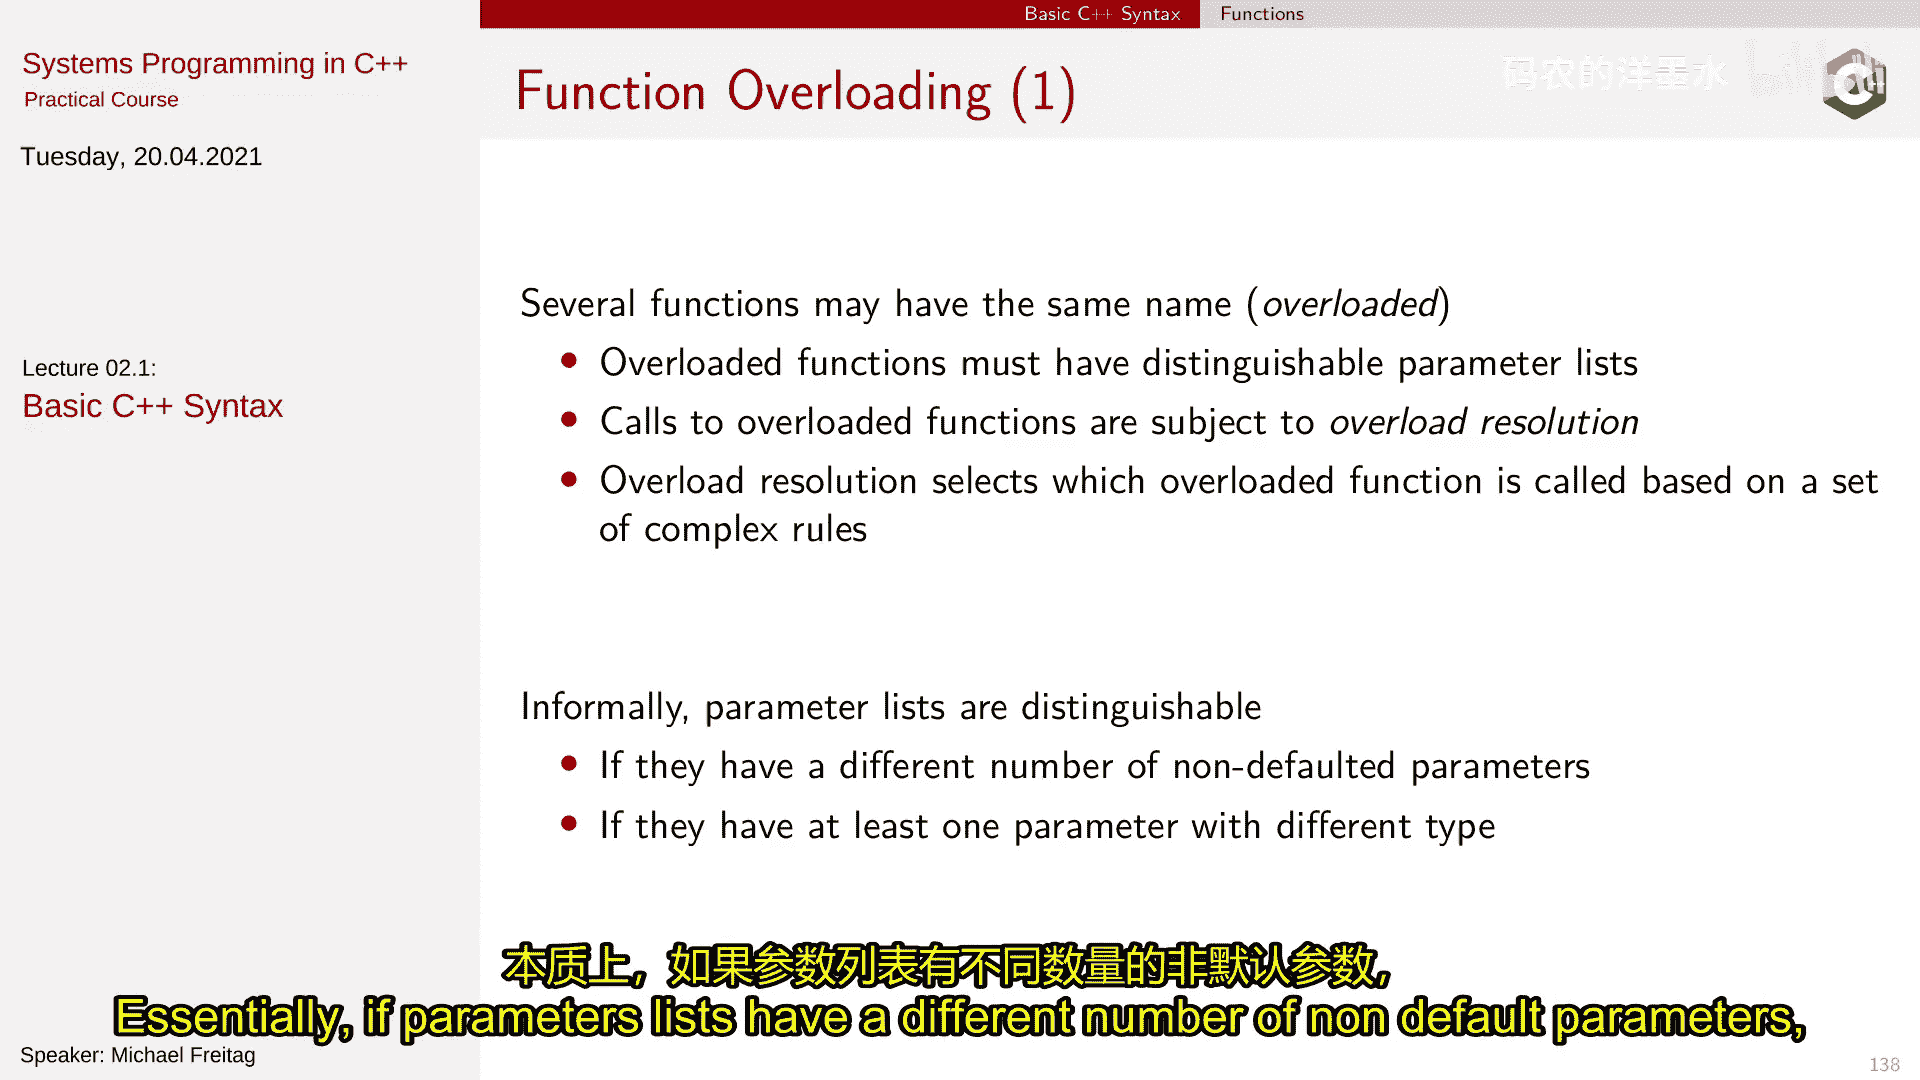 Basic C++ Syntax Functions
Systems Programming in C++
Practical Course
Tuesday, 20.04.2021
Lecture 02.1:
Basic C++ Syntax
Function Overloading (1)
码农的洋墨水
Several functions may have the same name (overloaded)
• Overloaded functions must have distinguishable parameter lists
• Calls to overloaded functions are subject to overload resolution
• Overload resolution selects which overloaded function is called based on a set
of complex rules
Informally, parameter lists are distinguishable
• If they have a different number of non-defaulted parameters
• If they have at least one parameter with different type
本质上，如果参数列表有不同数量的非默认参数，
Essentially, if parameters lists have a different number of non default parameters,
Speaker: Michael Freitag
138